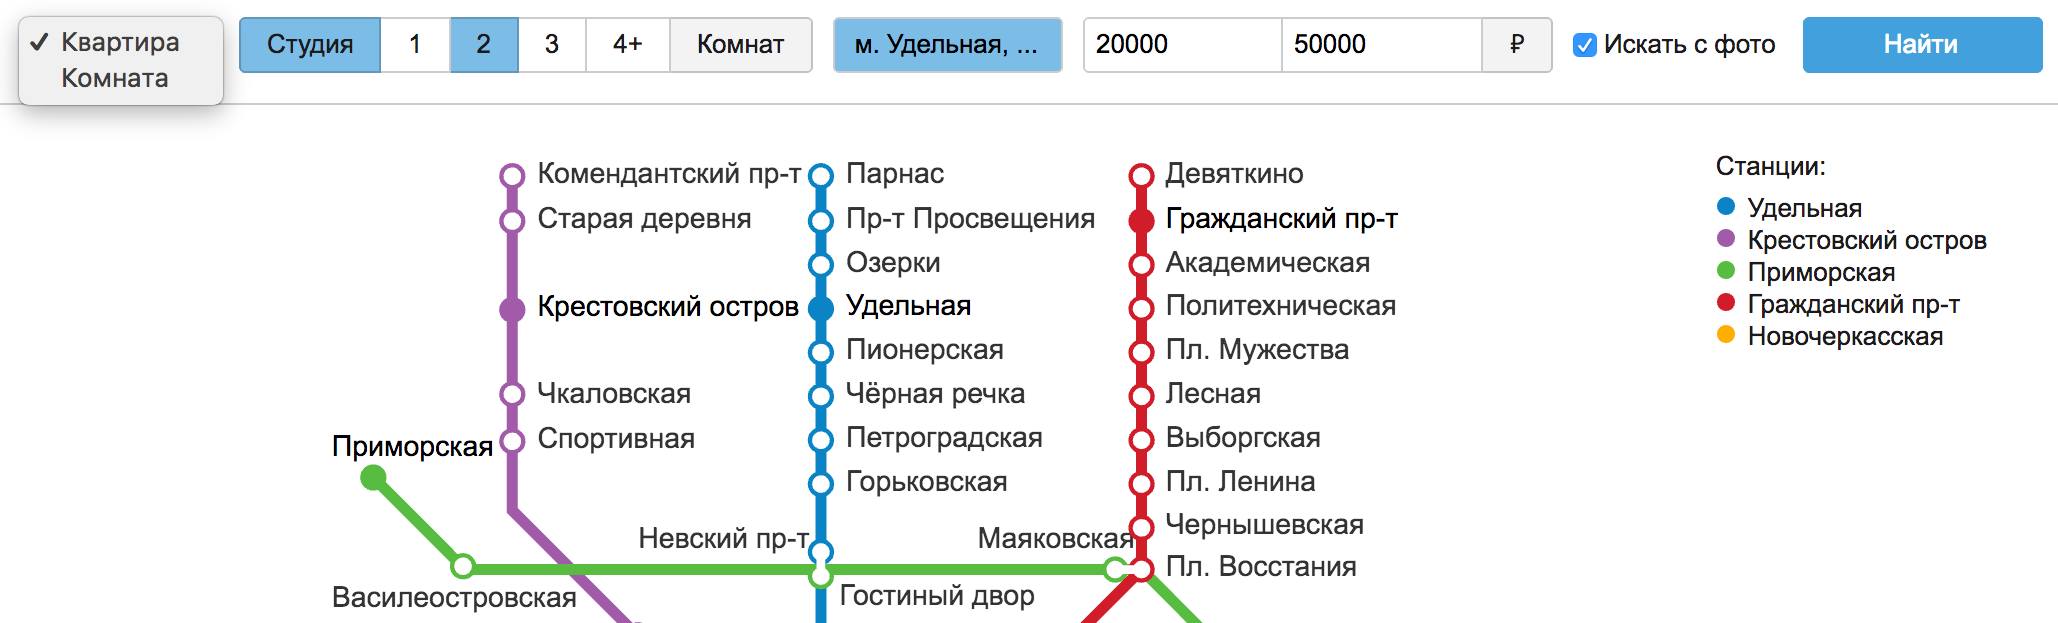 ✓ Квартира
Комната
Студия 1 2 3 4+ Комнат
м. Удельная, ...
20000 50000 ₽
Искать с фото
Найти
Комендантский пр-т
Старая деревня
Крестовский остров
Чкаловская
Спортивная
Приморская
Василеостровская
Парнас
Пр-т Просвещения
Озерки
Удельная
Пионерская
Чёрная речка
Петроградская
Горьковская
Невский пр-т
Гостиный двор
Девяткино
Гражданский пр-т
Академическая
Политехническая
Пл. Мужества
Лесная
Выборгская
Пл. Ленина
Чернышевская
Маяковская
Пл. Восстания
Станции:
Удельная
Крестовский остров
Приморская
Гражданский пр-т
Новочеркасская